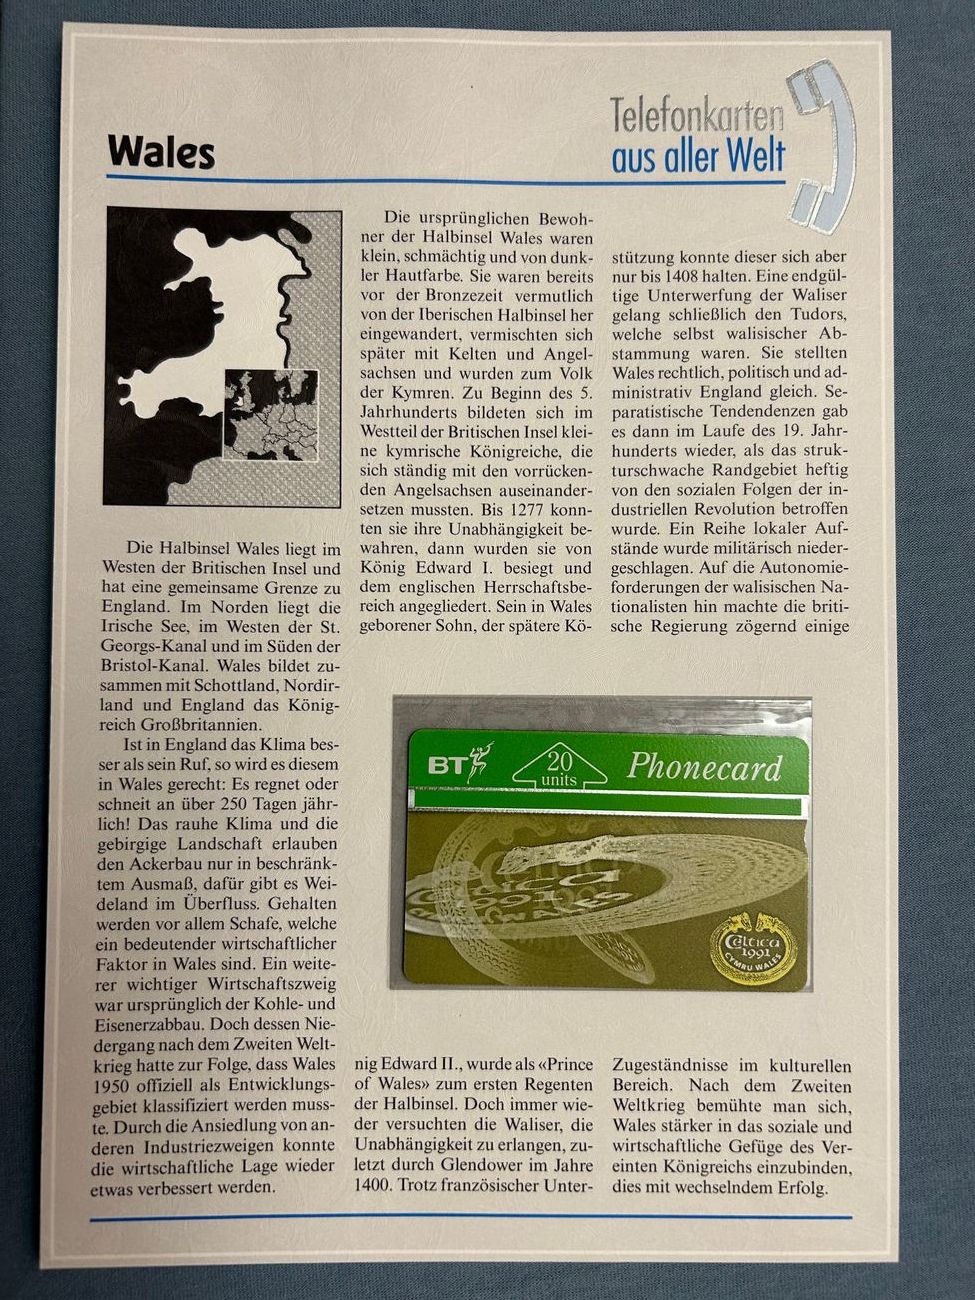 Wales
Telefonkarten
aus aller Welt
Die Halbinsel Wales liegt im
Westen der Britischen Insel und
hat eine gemeinsame Grenze zu
England. Im Norden liegt die
Irische See, im Westen der St.
Georgs-Kanal und im Süden der
Bristol-Kanal. Wales bildet zu-
sammen mit Schottland, Nordir-
land und England das König-
reich Großbritannien.
Ist in England das Klima bes-
ser als sein Ruf, so wird es diesem
in Wales gerecht: Es regnet oder
schneit an über 250 Tagen jähr-
lich! Das rauhe Klima und die
gebirgige Landschaft erlauben
den Ackerbau nur in beschränk-
tem Ausmaß, dafür gibt es Wei-
deland im Überfluss. Gehalten
werden vor allem Schafe, welche
ein bedeutender wirtschaftlicher
Faktor in Wales sind. Ein weite-
rer wichtiger Wirtschaftszweig
war ursprünglich der Kohle- und
Eisenerzabbau. Doch dessen Nie-
dergang nach dem Zweiten Welt-
krieg hatte zur Folge, dass Wales
1950 offiziell als Entwicklungs-
gebiet klassifiziert werden muss-
te. Durch die Ansiedlung von an-
deren Industriezweigen konnte
die wirtschaftliche Lage wieder
etwas verbessert werden.
Die ursprünglichen Bewoh-
ner der Halbinsel Wales waren
klein, schmächtig und von dunk-
ler Hautfarbe. Sie waren bereits
vor der Bronzezeit vermutlich
von der Iberischen Halbinsel her
eingewandert, vermischten sich
später mit Kelten und Angel-
sachsen und wurden zum Volk
der Kymren. Zu Beginn des 5.
Jahrhunderts bildeten sich im
Westteil der Britischen Insel klei-
ne kymrische Königreiche, die
sich ständig mit den vorrücken-
den Angelsachsen auseinander-
setzen mussten. Bis 1277 konn-
ten sie ihre Unabhängigkeit be-
wahren, dann wurden sie von
König Edward I. besiegt und
dem englischen Herrschaftsbe-
reich angegliedert. Sein in Wales
geborener Sohn, der spätere Kö-
nig Edward II., wurde als «Prince
of Wales» zum ersten Regenten
der Halbinsel. Doch immer wie-
der versuchten die Waliser, die
Unabhängigkeit zu erlangen, zu-
letzt durch Glendower im Jahre
1400. Trotz französischer Unter-
stützung konnte dieser sich aber
nur bis 1408 halten. Eine endgül-
tige Unterwerfung der Waliser
gelang schließlich den Tudors,
welche selbst walisischer Ab-
stammung waren. Sie stellten
Wales rechtlich, politisch und ad-
ministrativ England gleich. Se-
paratistische Tendendenzen gab
es dann im Laufe des 19. Jahr-
hunderts wieder, als das struk-
turschwache Randgebiet heftig
von den sozialen Folgen der in-
dustriellen Revolution betroffen
wurde. Ein Reihe lokaler Auf-
stände wurde militärisch nieder-
geschlagen. Auf die Autonomie-
forderungen der walisischen Na-
tionalisten hin machte die briti-
sche Regierung zögernd einige
Zugeständnisse im kulturellen
Bereich. Nach dem Zweiten
Weltkrieg bemühte man sich,
Wales stärker in das soziale und
wirtschaftliche Gefüge des Ver-
einten Königreichs einzubinden,
dies mit wechselndem Erfolg.
BT
20
units
Phonecard
1991
WALES
Celtica
1991
CYMRU WALES